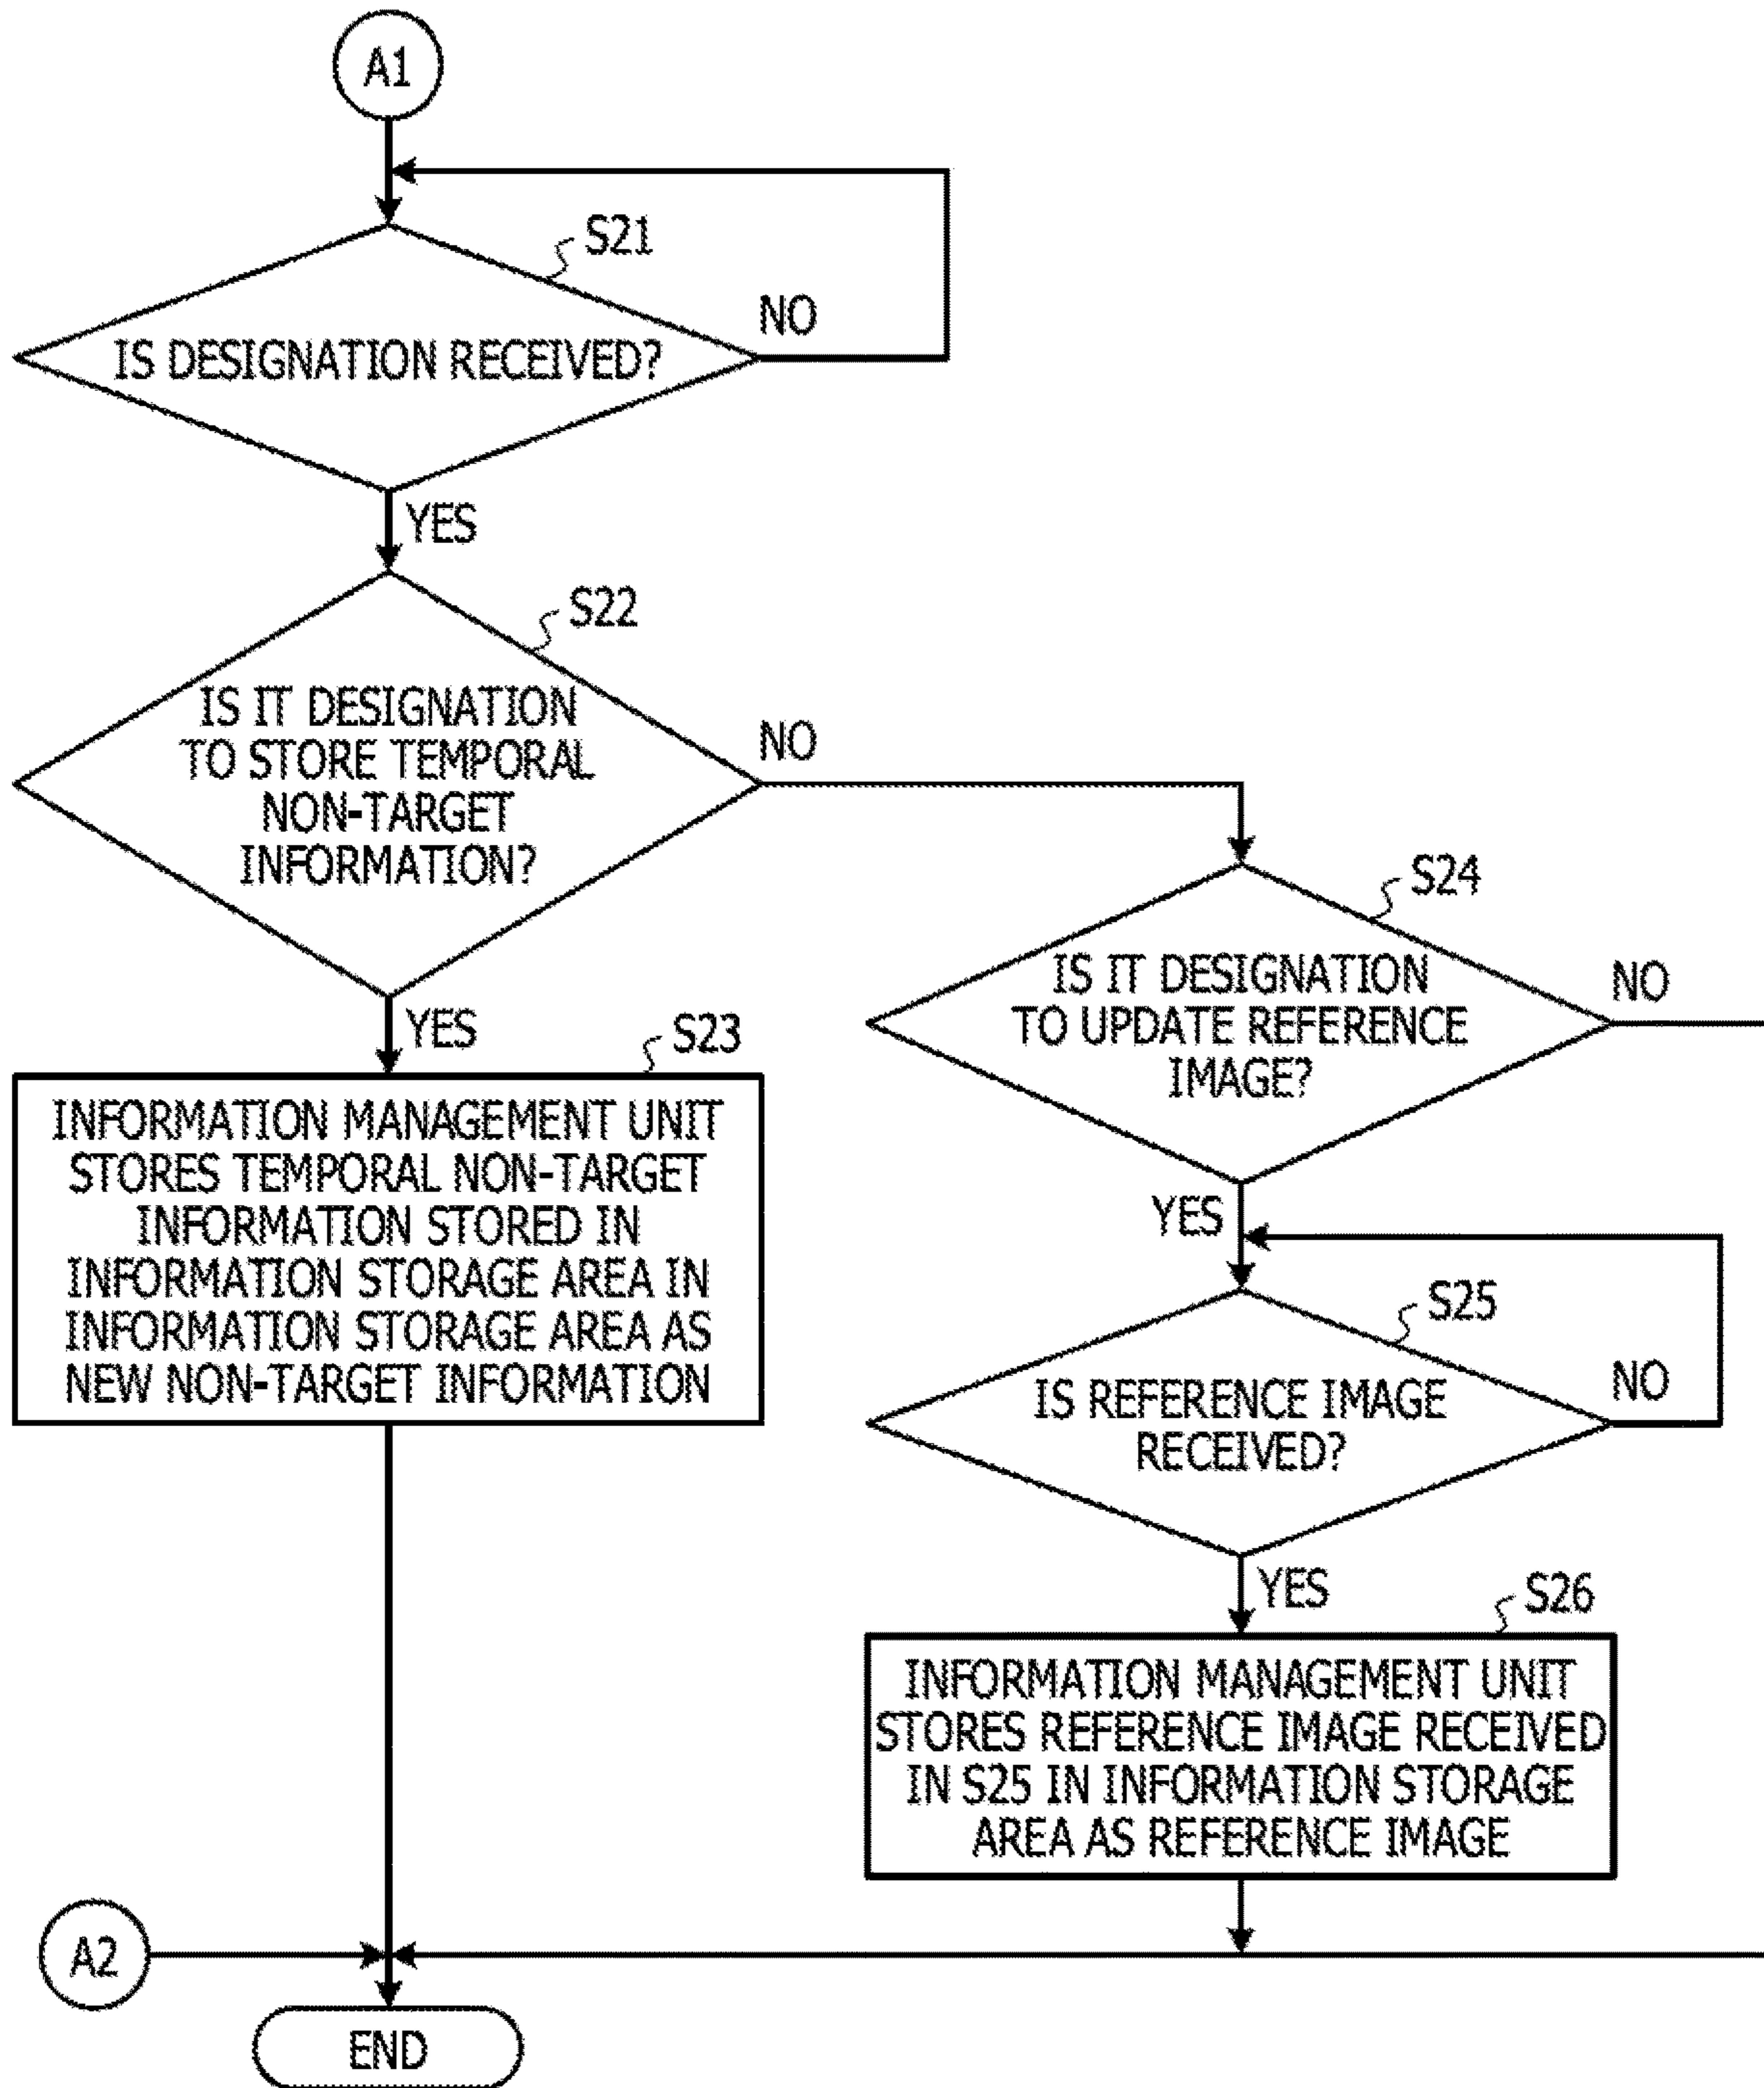 A1
S21
IS DESIGNATION RECEIVED?
NO
YES
S22
IS IT DESIGNATION
TO STORE TEMPORAL
NON-TARGET
INFORMATION?
NO
YES
S23
INFORMATION MANAGEMENT UNIT
STORES TEMPORAL NON-TARGET
INFORMATION STORED IN
INFORMATION STORAGE AREA IN
INFORMATION STORAGE AREA AS
NEW NON-TARGET INFORMATION
S24
IS IT DESIGNATION
TO UPDATE REFERENCE
IMAGE?
NO
YES
S25
IS REFERENCE IMAGE
RECEIVED?
NO
YES
S26
INFORMATION MANAGEMENT UNIT
STORES REFERENCE IMAGE RECEIVED
IN S25 IN INFORMATION STORAGE
AREA AS REFERENCE IMAGE
A2
END